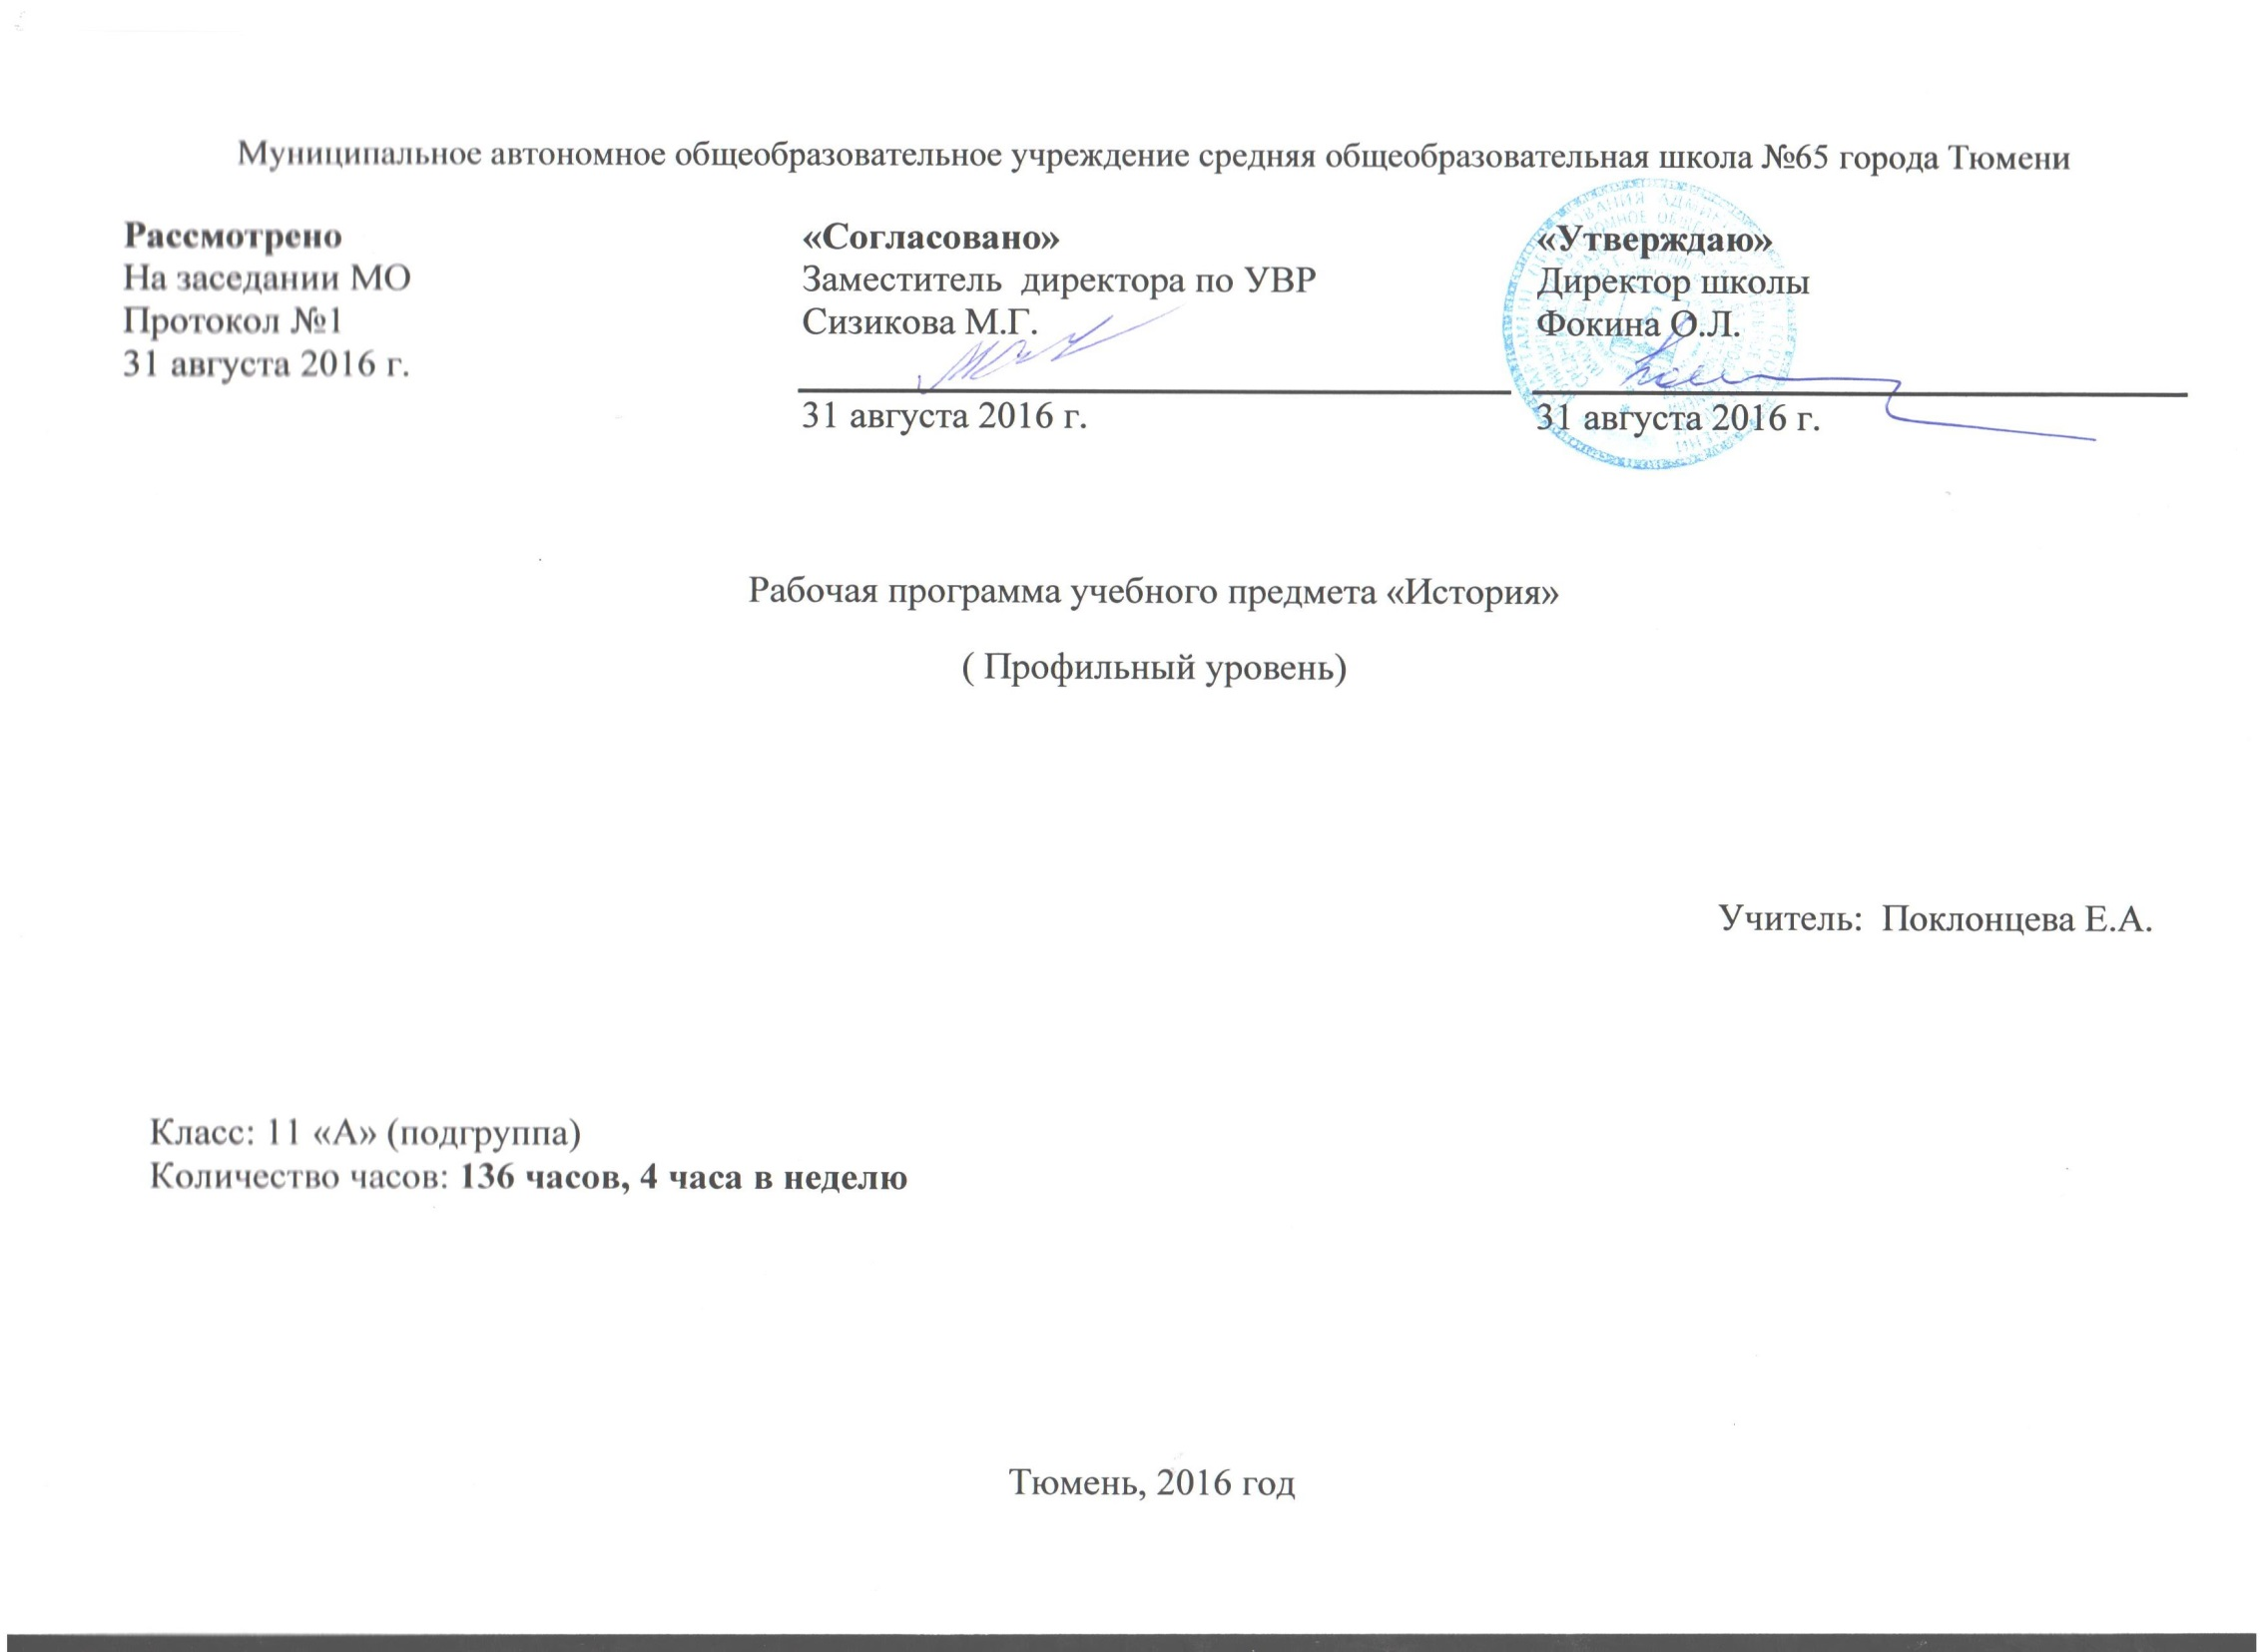 Муниципальное автономное общеобразовательное учреждение средняя общеобразовательная школа №65 города Тюмени
Рассмотрено
На заседании МО
Протокол №1
31 августа 2016 г.
«Согласовано»
Заместитель  директора по УВР
Сизикова М.Г.
31 августа 2016 г.
«Утверждаю»
Директор школы
Фокина О.Л.
31 августа 2016 г.
Рабочая программа учебного предмета «История»
( Профильный уровень)
Учитель:  Поклонцева Е.А.
Класс: 11 «А» (подгруппа)
Количество часов: 136 часов, 4 часа в неделю
Тюмень, 2016 год